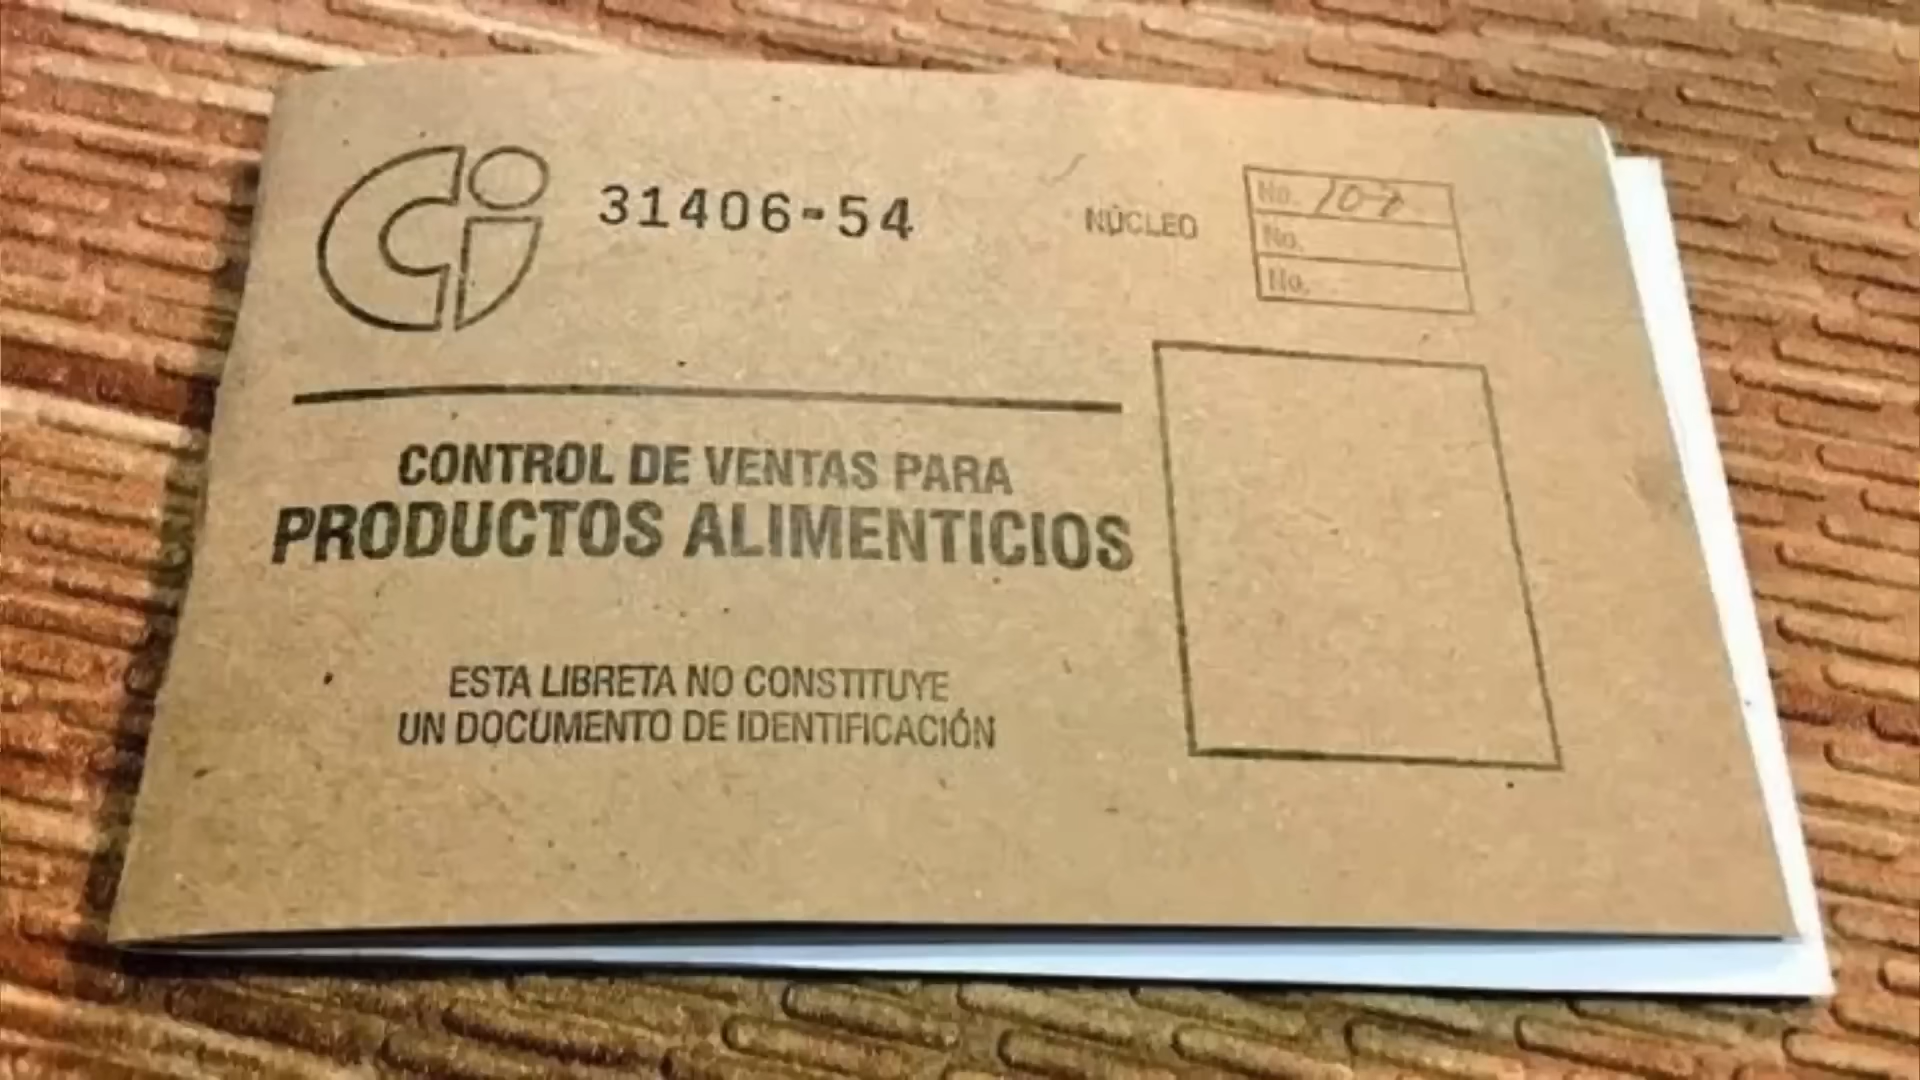 Ci 31406-54
NÚCLEO
No. 107
No.
No.
CONTROL DE VENTAS PARA
PRODUCTOS ALIMENTICIOS
ESTA LIBRETA NO CONSTITUYE
UN DOCUMENTO DE IDENTIFICACIÓN